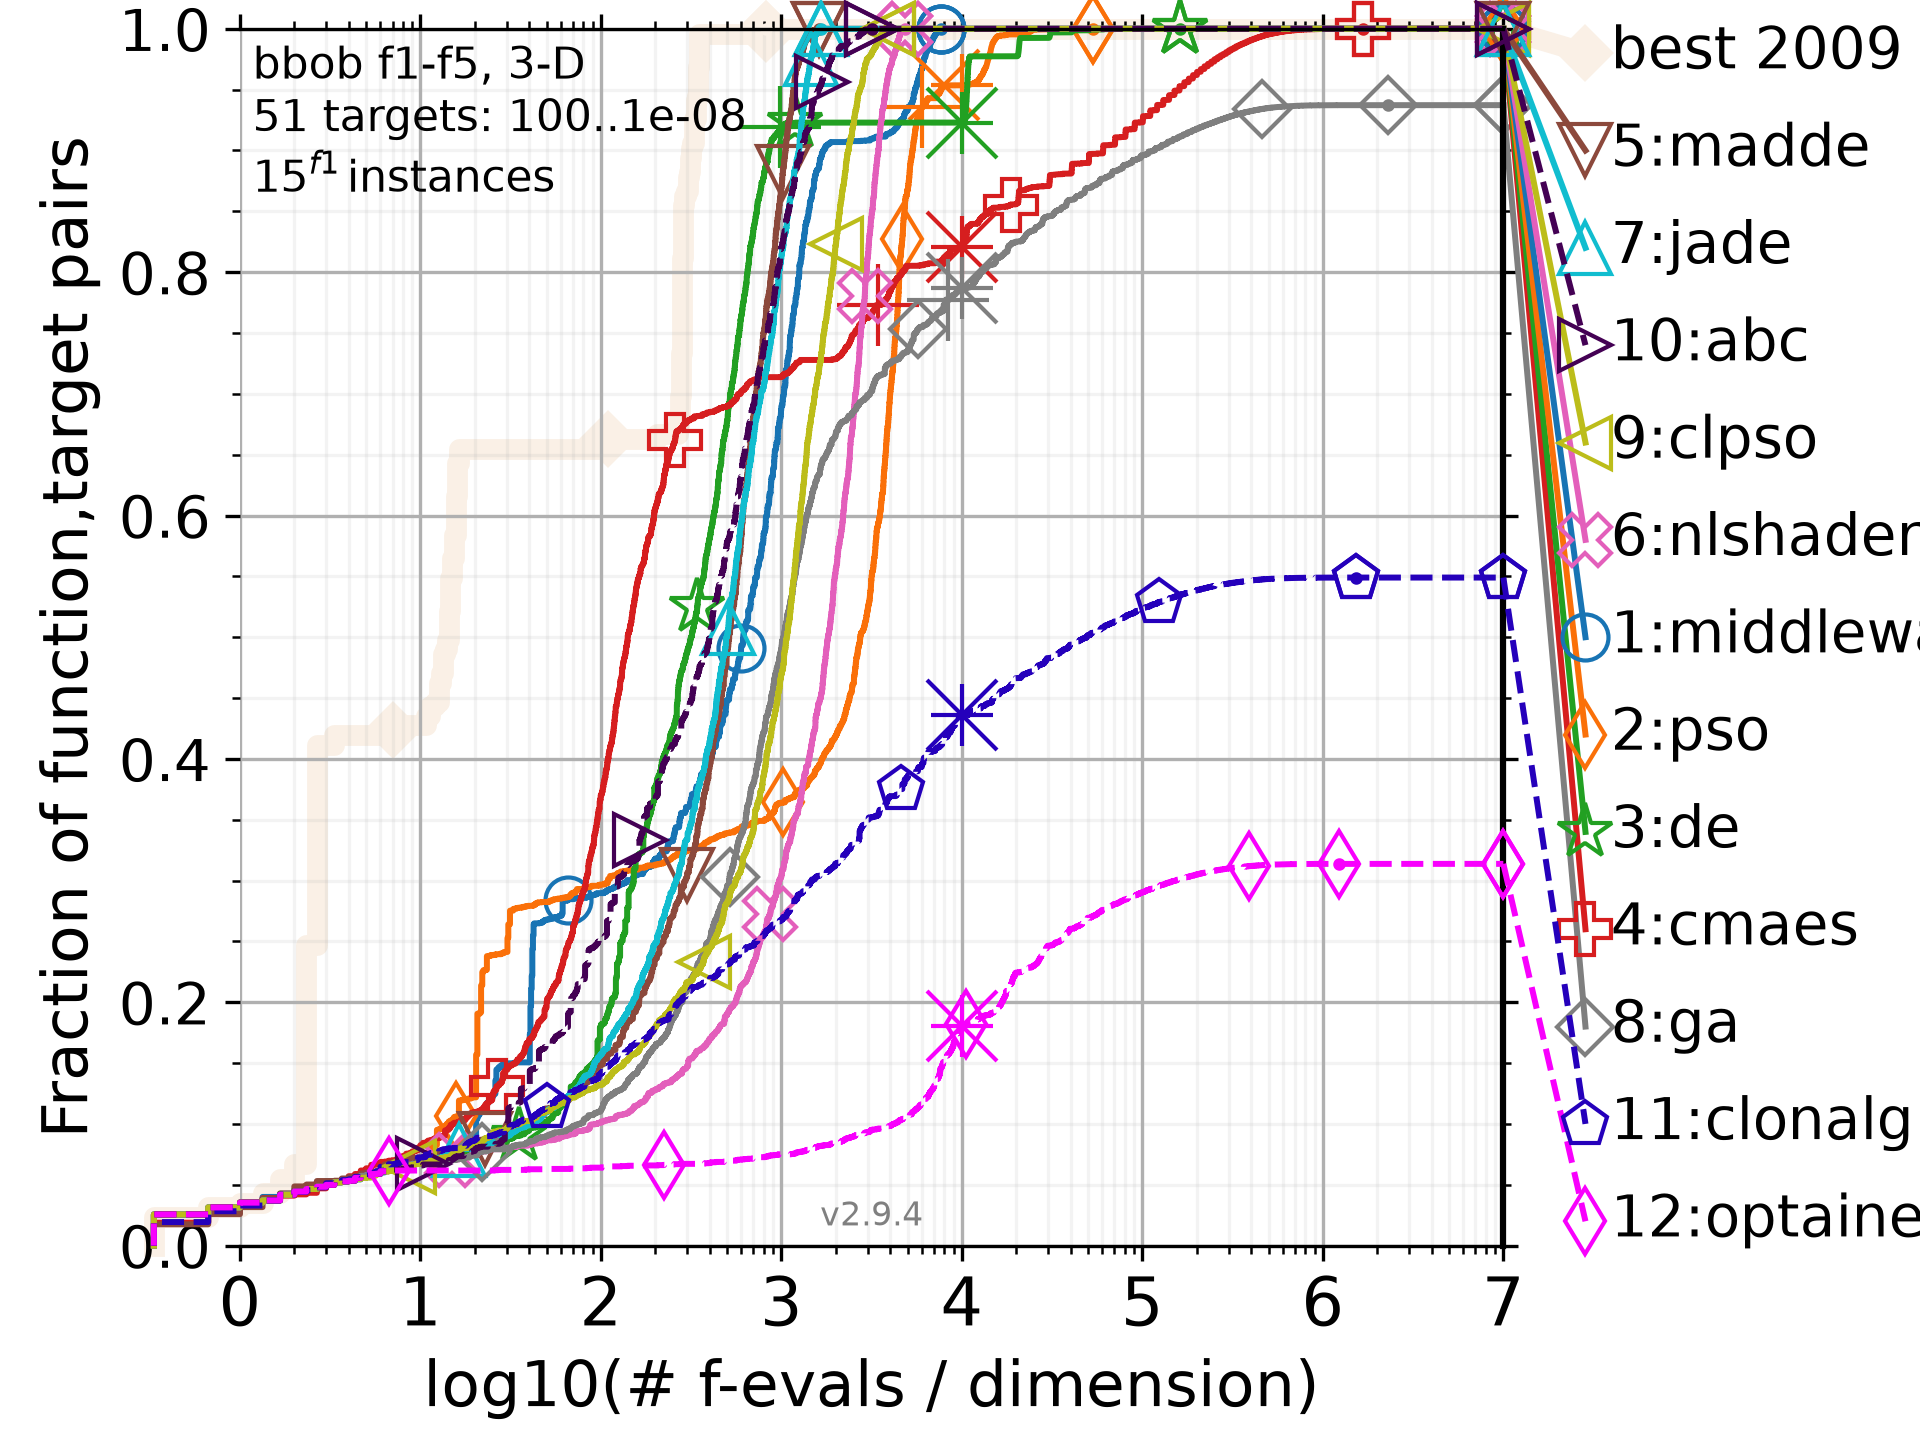 bbob f1-f5, 3-D
51 targets: 100..1e-08
15 f1 instances
1.0
0.8
0.6
0.4
0.2
0.0
Fraction of function,target pairs
0 1 2 3 4 5 6 7
log10(# f-evals / dimension)
v2.9.4
best 2009
5:madde
7:jade
10:abc
9:clpso
6:nlshader
1:middlewa
2:pso
3:de
4:cmaes
8:ga
11:clonalg
12:optaine